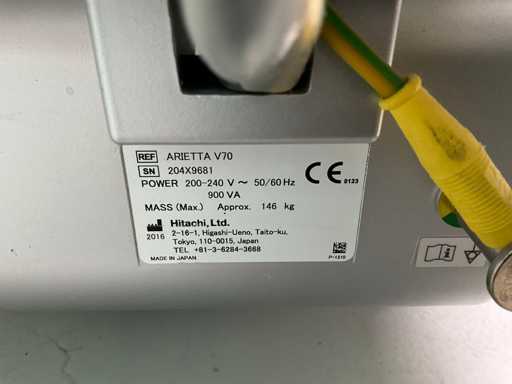 REF ARIETTA V70
SN 204X9681
POWER 200-240 V ~ 50/60 Hz
900 VA
MASS (Max.) Approx. 146 kg
CE 0123
Hitachi, Ltd.
2016 2-16-1, Higashi-Ueno, Taito-ku,
Tokyo, 110-0015, Japan
TEL +81-3-6284-3668
MADE IN JAPAN
P-1510